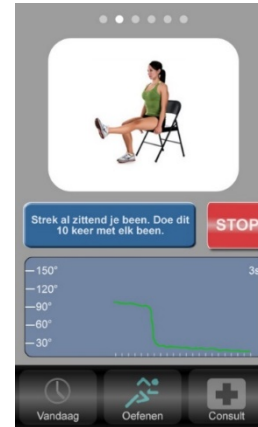 Strek al zittend je been. Doe dit
10 keer met elk been.
STOP
150°
3s
120°
90°
60°
30°
Vandaag
Oefenen
Consult